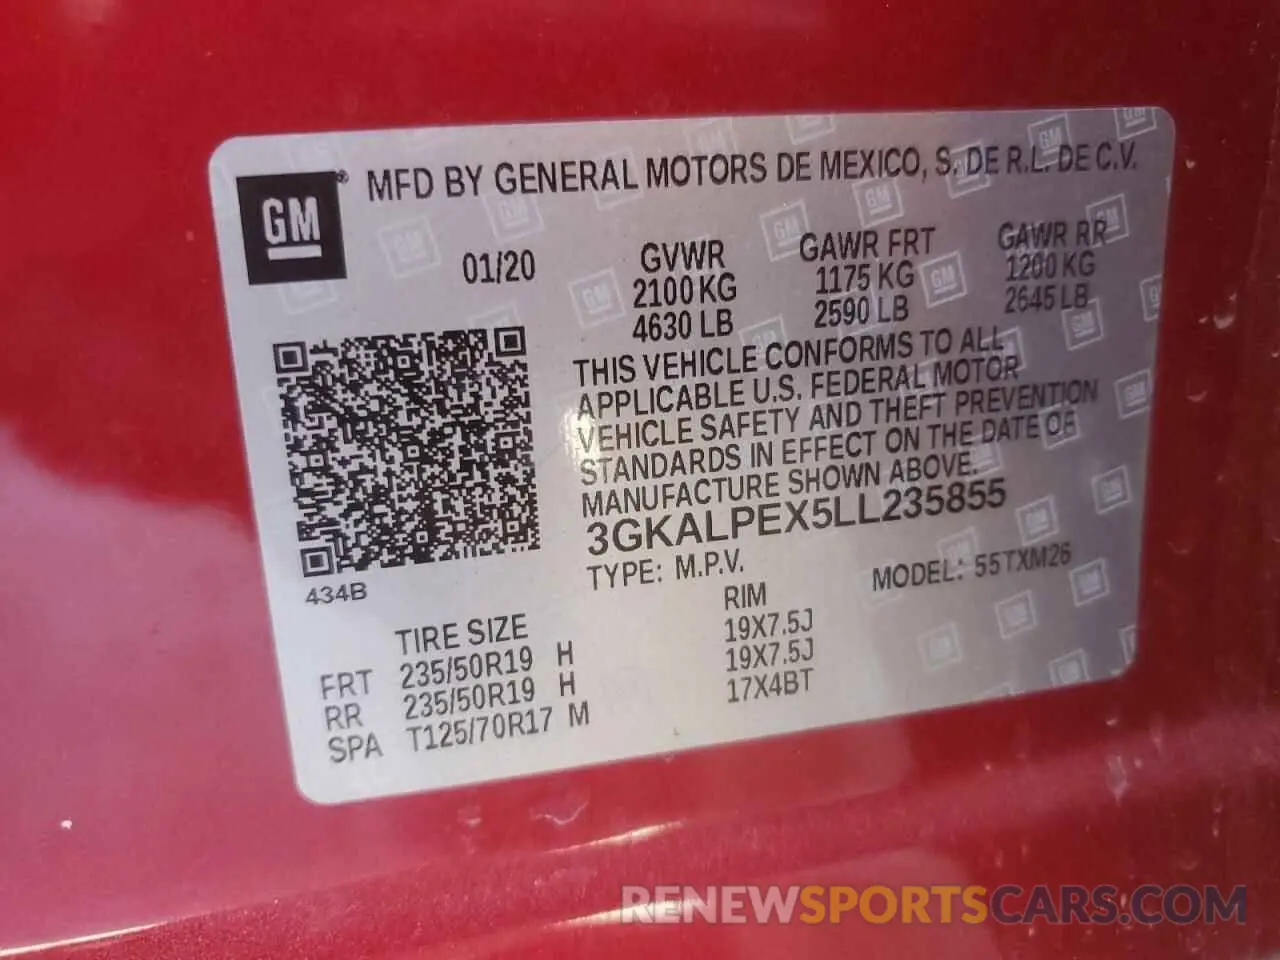 GM® MFD BY GENERAL MOTORS DE MEXICO, S. DE R.L. DE C.V.
01/20
GVWR
2100 KG
4630 LB
GAWR FRT
1175 KG
2590 LB
GAWR RR
1200 KG
2645 LB
THIS VEHICLE CONFORMS TO ALL
APPLICABLE U.S. FEDERAL MOTOR
VEHICLE SAFETY AND THEFT PREVENTION
STANDARDS IN EFFECT ON THE DATE OF
MANUFACTURE SHOWN ABOVE.
3GKALPEX5LL235855
TYPE: M.P.V.
MODEL: 55TXM26
434B
TIRE SIZE RIM
FRT 235/50R19 H 19X7.5J
RR 235/50R19 H 19X7.5J
SPA T125/70R17 M 17X4BT
RENEWSPORTSCARS.COM